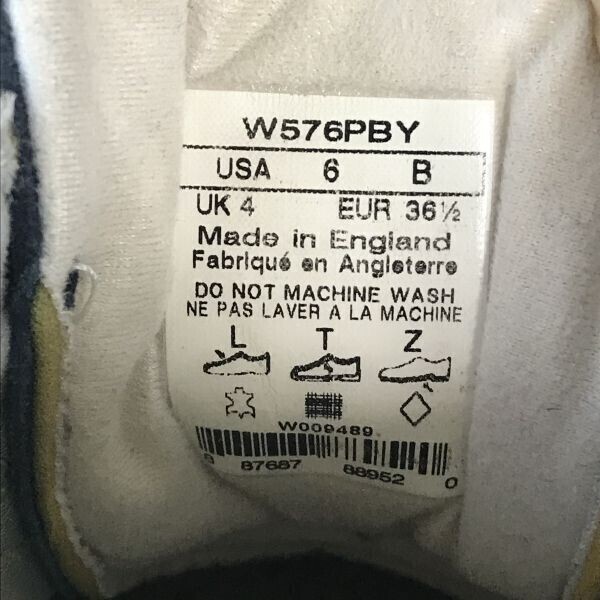 W576PBY
USA 6 B
UK 4 EUR 36½
Made in England
Fabriqué en Angleterre
DO NOT MACHINE WASH
NE PAS LAVER A LA MACHINE
L T Z
W009489
87687 88952 0